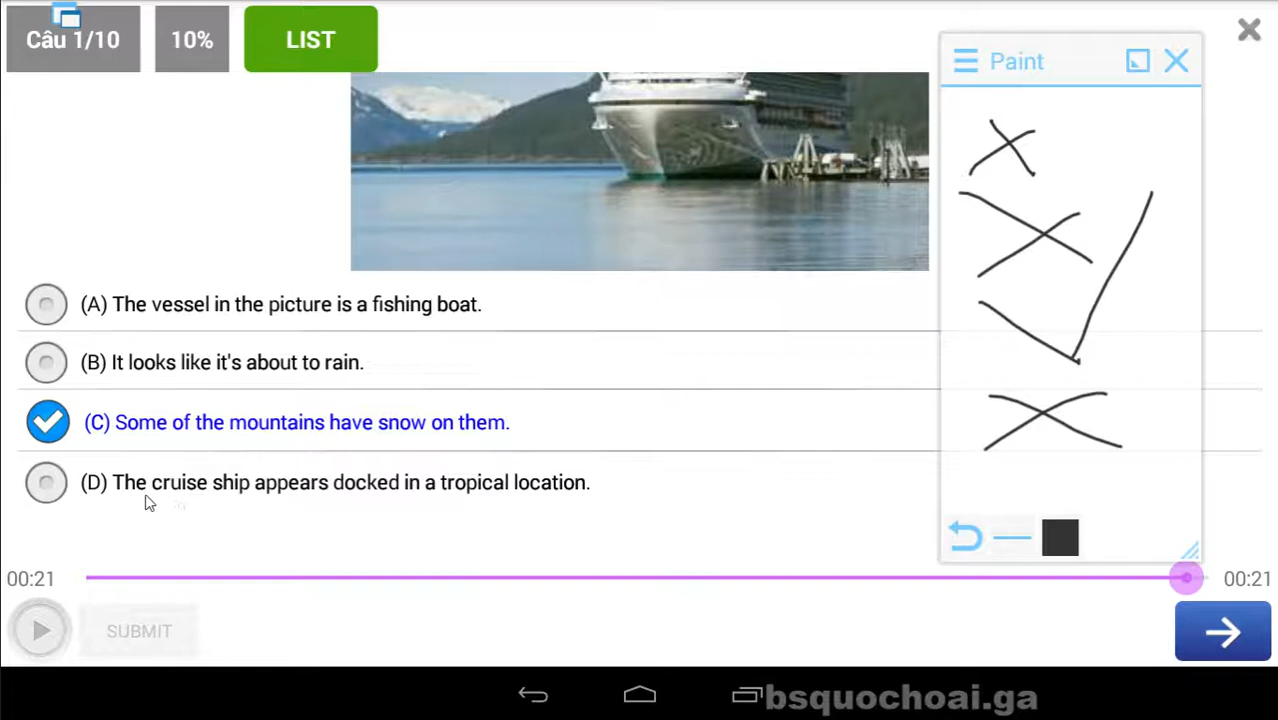 Câu 1/10 10% LIST
Paint
(A) The vessel in the picture is a fishing boat.
(B) It looks like it's about to rain.
(C) Some of the mountains have snow on them.
(D) The cruise ship appears docked in a tropical location.
00:21 00:21
SUBMIT
bsquochoai.ga